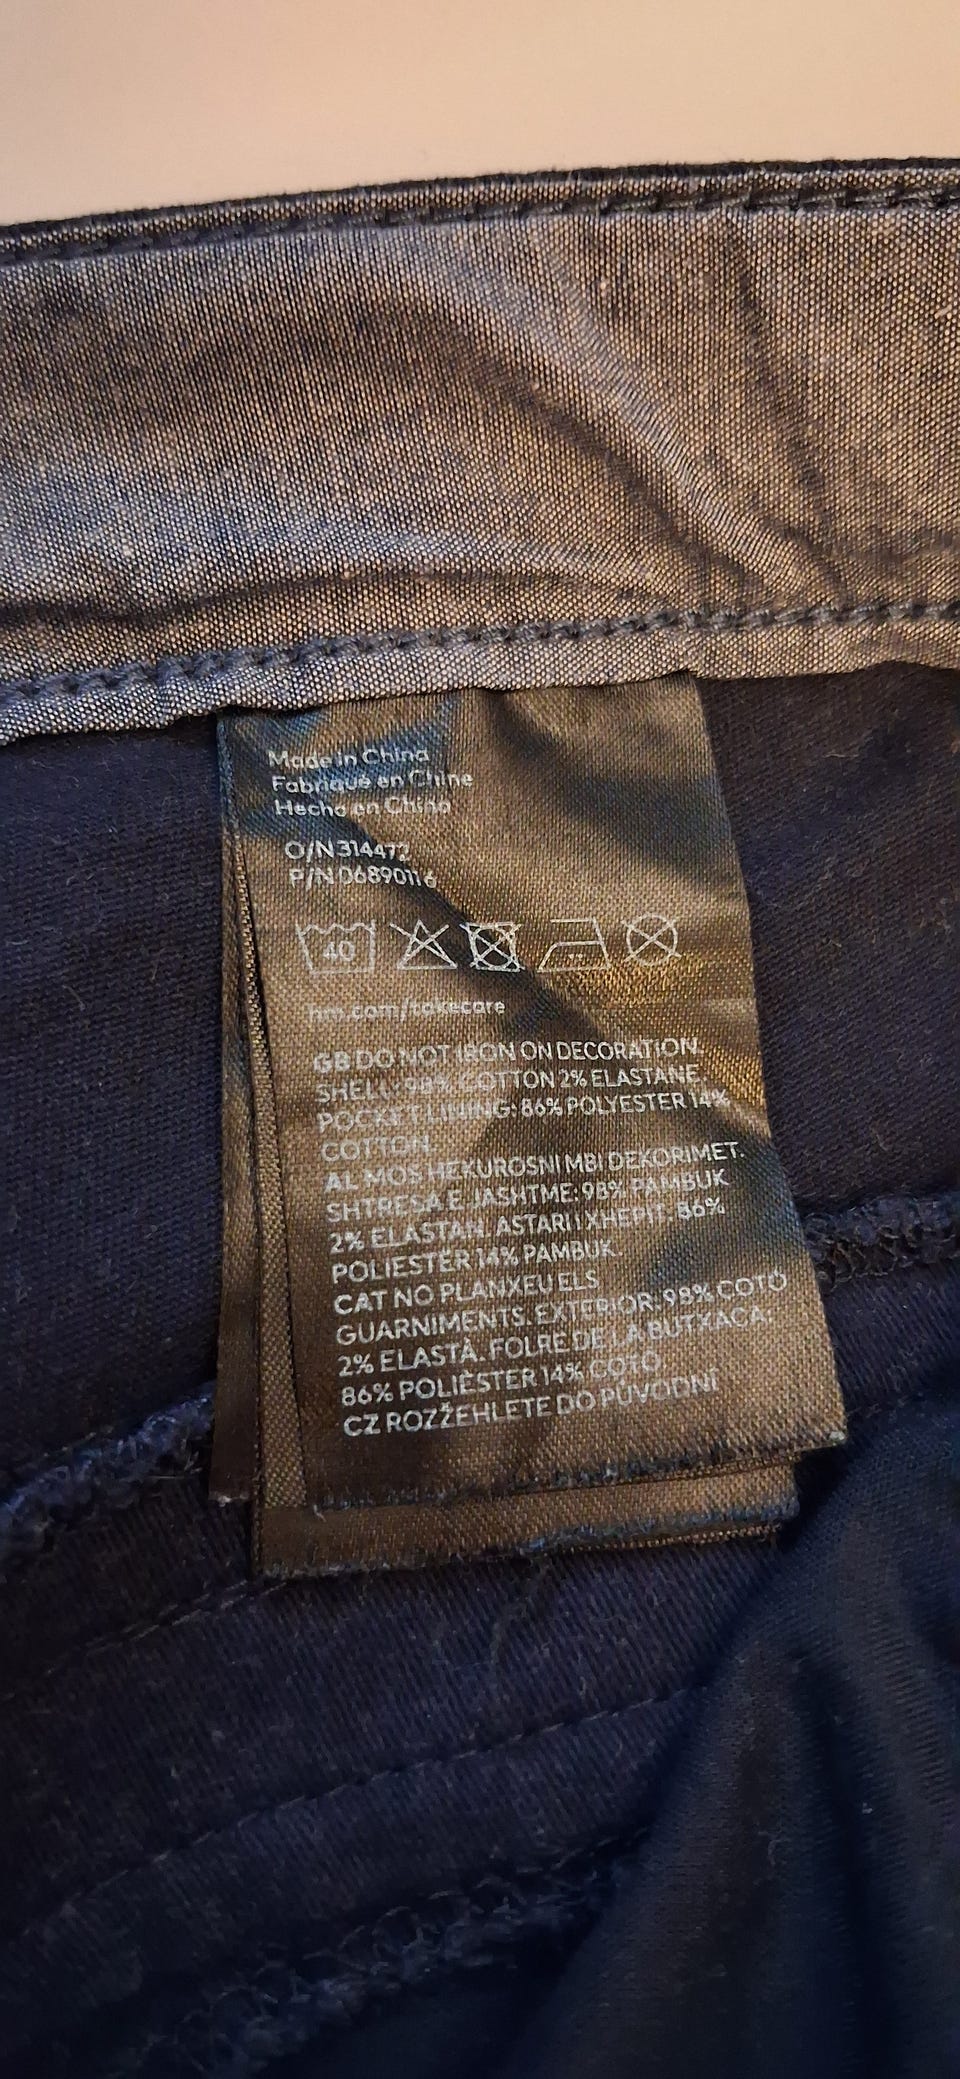 Made in China
Fabriqué en Chine
Hecho en China
O/N 314472
P/N 06890116
40
hm.com/takecare
GB DO NOT IRON ON DECORATION.
SHELL: 98% COTTON 2% ELASTANE.
POCKET LINING: 86% POLYESTER 14%
COTTON.
AL MOS HEKUROSNI MBI DEKORIMET.
SHTRESA E JASHTME: 98% PAMBUK
2% ELASTAN. ASTARI I XHEPIT: 86%
POLIESTER 14% PAMBUK.
CAT NO PLANXEU ELS
GUARNIMENTS. EXTERIOR: 98% COTÓ
2% ELASTÀ. FOLRE DE LA BUTXACA:
86% POLIÈSTER 14% COTÓ.
CZ ROZŽEHLETE DO PŮVODNÍ